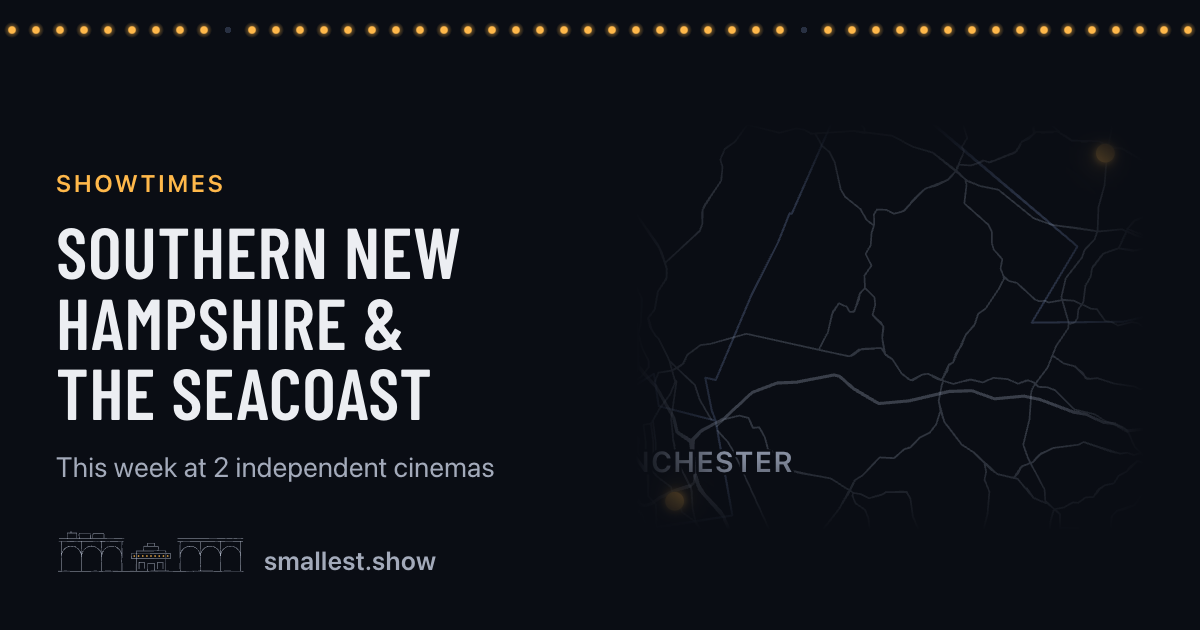 SHOWTIMES
SOUTHERN NEW
HAMPSHIRE &
THE SEACOAST
This week at 2 independent cinemas
NCHESTER
smallest.show